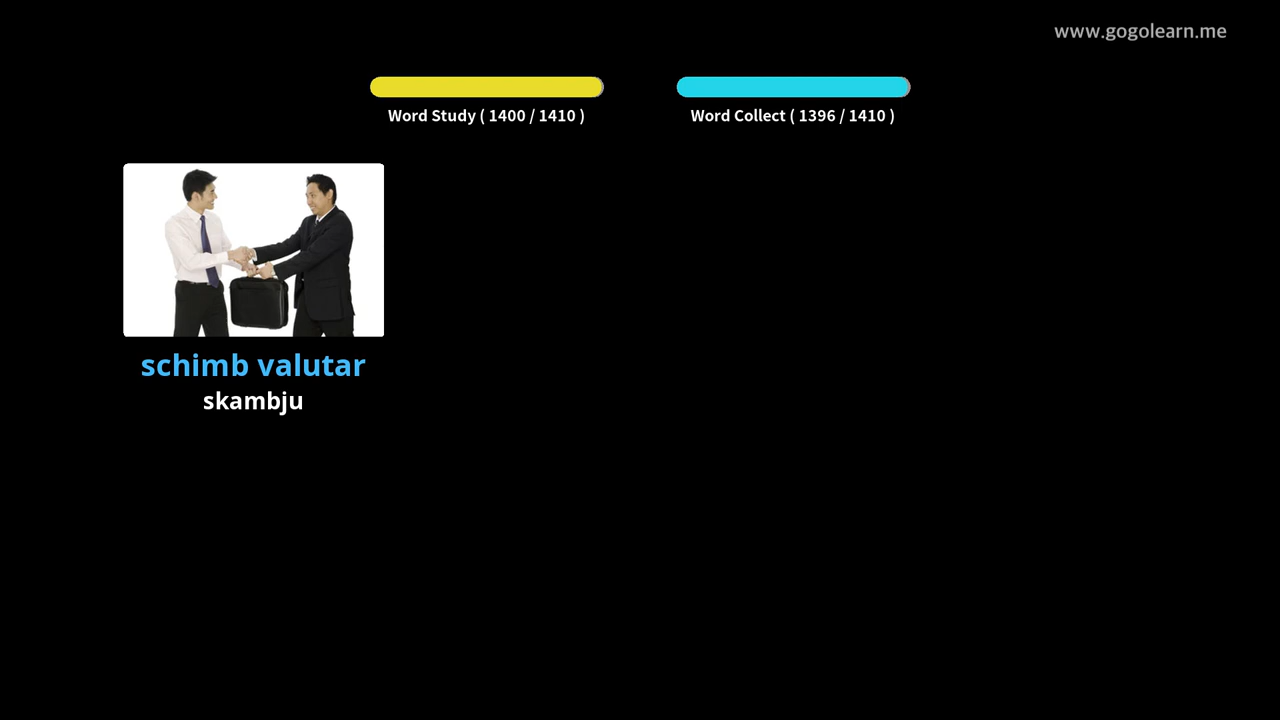 www.gogolearn.me
Word Study ( 1400 / 1410 )
Word Collect ( 1396 / 1410 )
schimb valutar
skambju